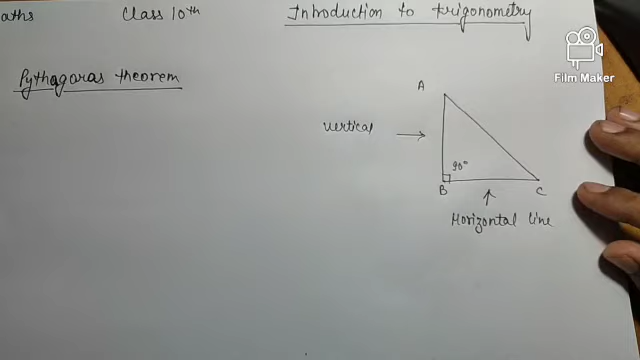 aths Class 10th Introduction to trigonometry
Film Maker
Pythagoras theorem
A
vertical
90°
B C
Horizontal line